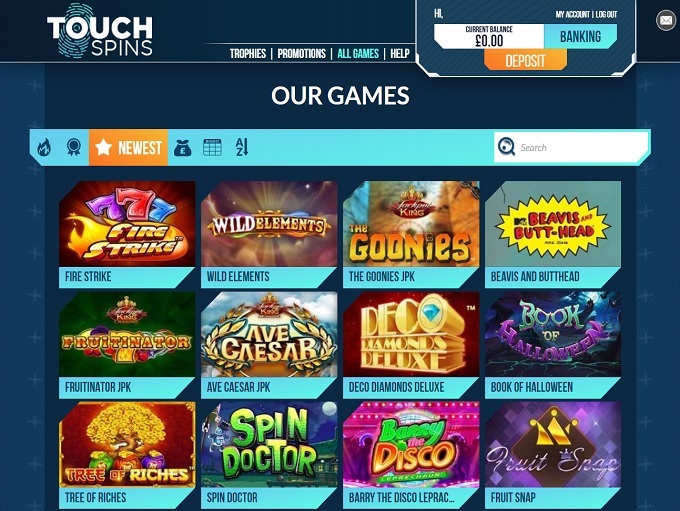 TOUCH
SPINS
TROPHIES | PROMOTIONS | ALL GAMES | HELP
HI,
MY ACCOUNT | LOG OUT
CURRENT BALANCE
£0.00
BANKING
DEPOSIT
OUR GAMES
NEWEST
Search
777
FIRE
STRIKE
FIRE STRIKE
WILD ELEMENTS
WILD ELEMENTS
Jackpot
KING
THE
GOONIES
THE GOONIES JPK
MTV
BEAVIS AND
BUTT-HEAD
BEAVIS AND BUTTHEAD
Jackpot
KING
FRUITINATOR
FRUITINATOR JPK
Jackpot
KING
AVE
CAESAR
AVE CAESAR JPK
DECO
DIAMONDS
DELUXE
TM
DECO DIAMONDS DELUXE
BOOK
OF
HALLOWEEN
BOOK OF HALLOWEEN
TREE OF RICHES
TREE OF RICHES
SPIN
DOCTOR
SPIN DOCTOR
Barry
THE
DISCO
LEPRECHAUN
BARRY THE DISCO LEPRAC...
Fruit Snap
FRUIT SNAP